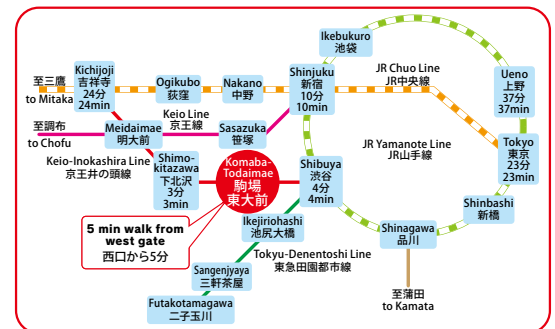 Ikebukuro
池袋
Kichijoji
吉祥寺
24分
24min
至三鷹
to Mitaka
Ogikubo
荻窪
Nakano
中野
Shinjuku
新宿
10分
10min
JR Chuo Line
JR中央線
Ueno
上野
37分
37min
Keio Line
京王線
至調布
to Chofu
Meidaimae
明大前
Sasazuka
笹塚
Keio-Inokashira Line
京王井の頭線
Shimo-
kitazawa
下北沢
3分
3min
Komaba-
Todaimae
駒場
東大前
Shibuya
渋谷
4分
4min
JR Yamanote Line
JR山手線
Tokyo
東京
23分
23min
Shinbashi
新橋
5 min walk from
west gate
西口から5分
Ikejiriohashi
池尻大橋
Shinagawa
品川
Tokyu-Denentoshi Line
東急田園都市線
Sangenjyaya
三軒茶屋
Futakotamagawa
二子玉川
至蒲田
to Kamata